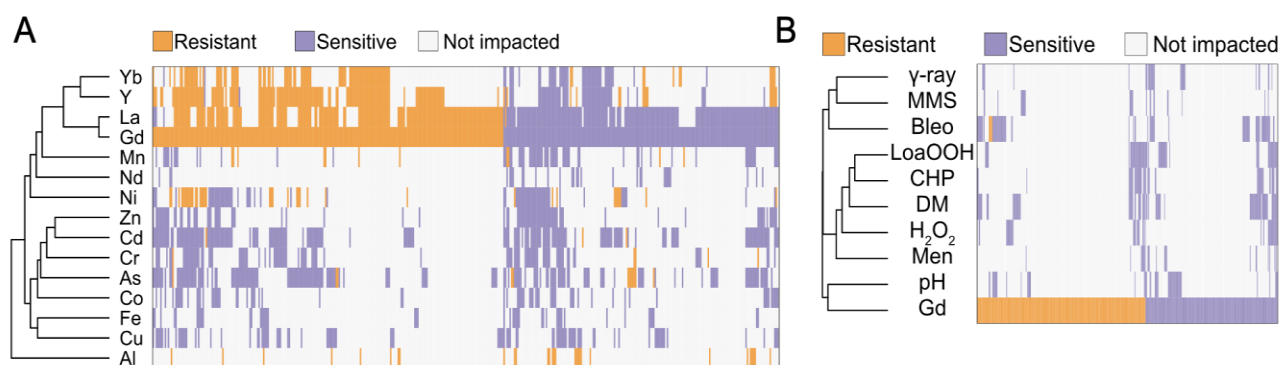 A
Resistant Sensitive Not impacted
Yb
Y
La
Gd
Mn
Nd
Ni
Zn
Cd
Cr
As
Co
Fe
Cu
Al
B
Resistant Sensitive Not impacted
γ-ray
MMS
Bleo
LoaOOH
CHP
DM
H₂O₂
Men
pH
Gd